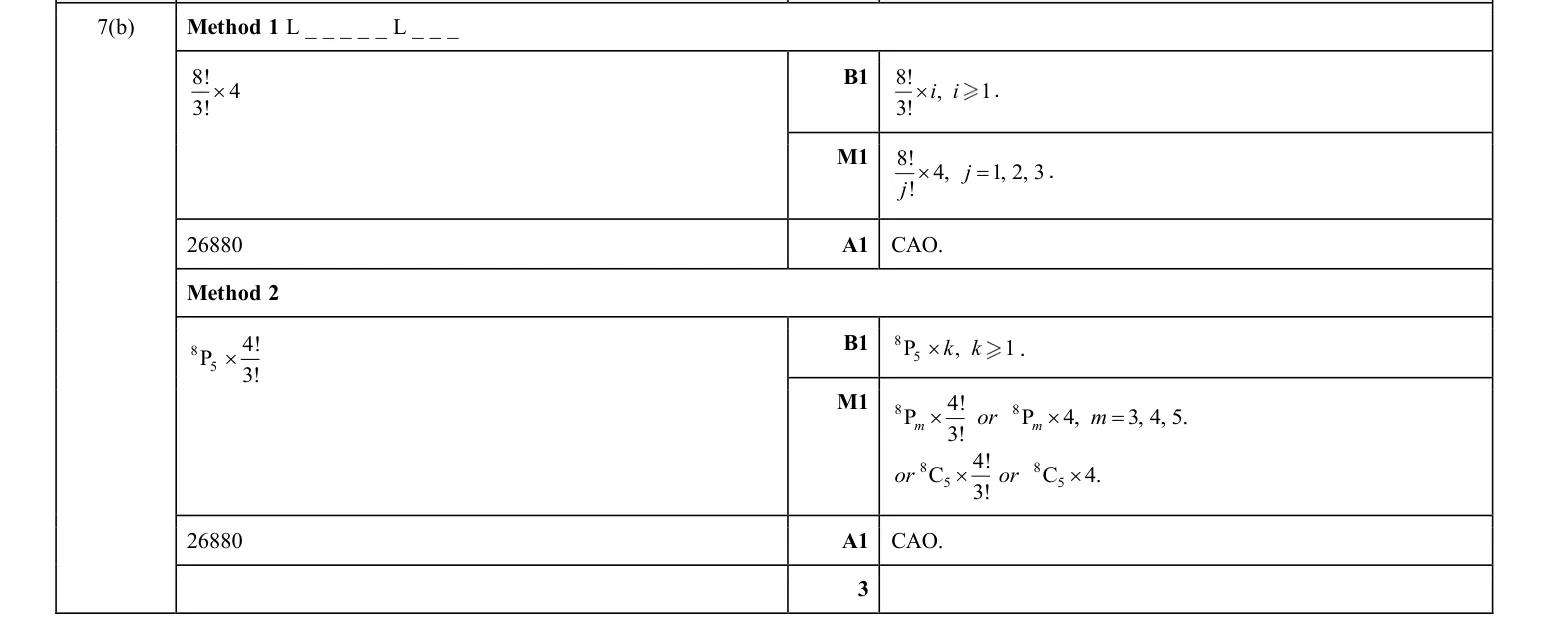 7(b) Method 1 L _ _ _ _ _ L _ _ _
8!/3! × 4 B1 8!/3! × i, i ⩾ 1.
M1 8!/j! × 4, j = 1, 2, 3.
26880 A1 CAO.
Method 2
⁸P₅ × 4!/3! B1 ⁸P₅ × k, k ⩾ 1.
M1 ⁸Pₘ × 4!/3! or ⁸Pₘ × 4, m = 3, 4, 5.
or ⁸C₅ × 4!/3! or ⁸C₅ × 4.
26880 A1 CAO.
3